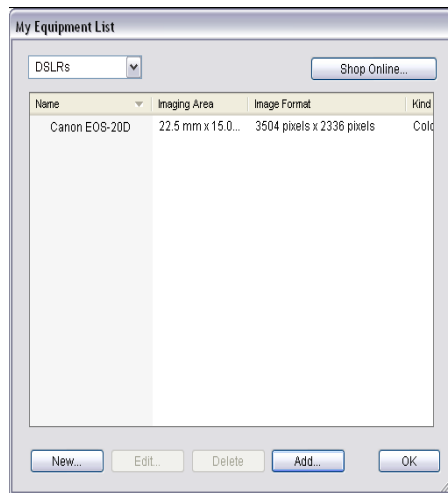 My Equipment List
DSLRs
Shop Online...
Name Imaging Area Image Format Kind
Canon EOS-20D 22.5 mm x 15.0... 3504 pixels x 2336 pixels Colo
New... Edit... Delete Add... OK